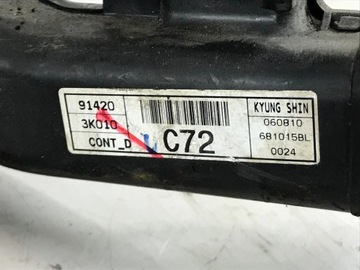 91420
3K010
CONT_D
C72
KYUNG SHIN
060810
681015BL
0024